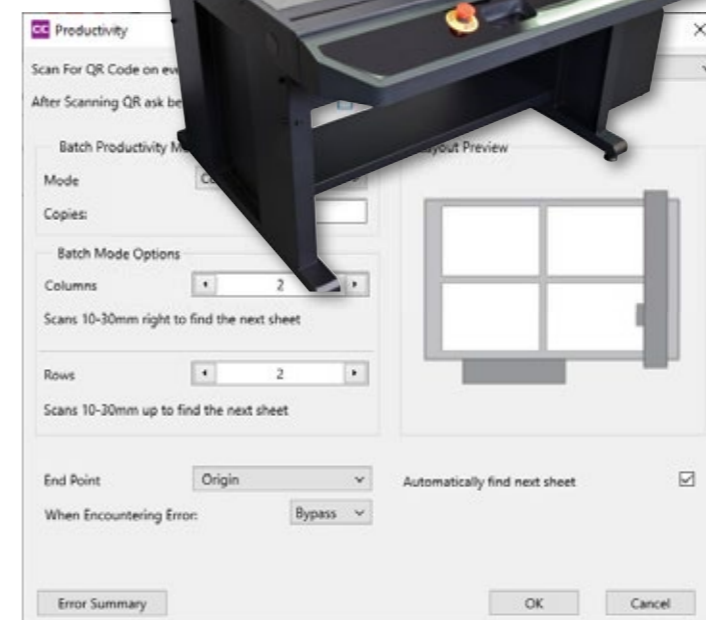 CC Productivity
Scan For QR Code on
After Scanning QR ask
Batch Productivity
Layout Preview
Mode
Copies:
Batch Mode Options
Columns 2
Scans 10-30mm right to find the next sheet
Rows 2
Scans 10-30mm up to find the next sheet
End Point Origin
Automatically find next sheet
When Encountering Error: Bypass
Error Summary OK Cancel